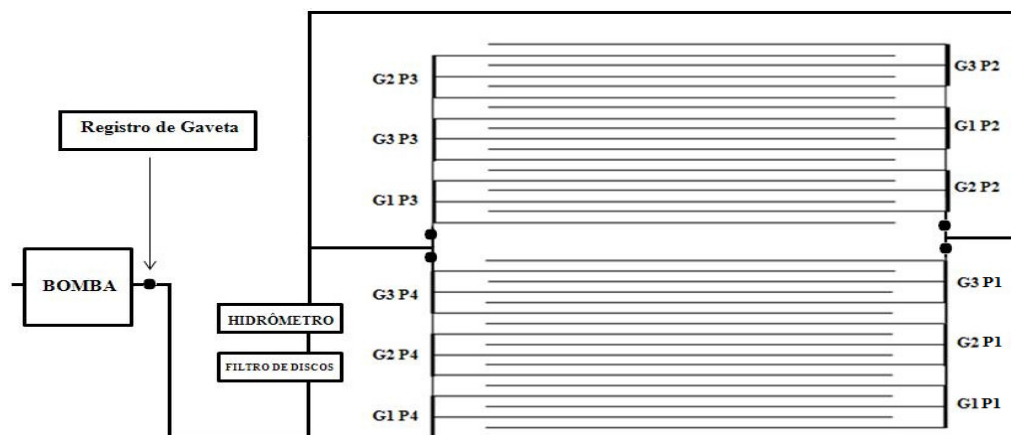 G3 P2
G2 P3
Registro de Gaveta
G1 P2
G3 P3
G2 P2
G1 P3
BOMBA
G3 P1
G3 P4
HIDRÔMETRO
G2 P1
G2 P4
FILTRO DE DISCOS
G1 P1
G1 P4